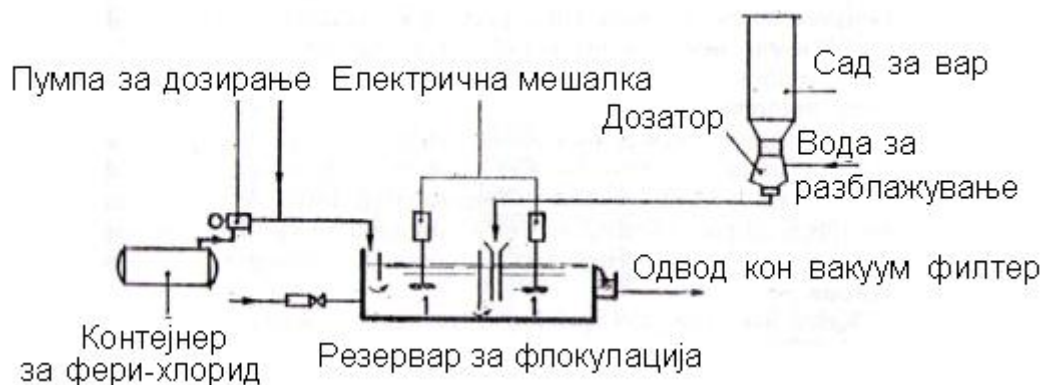 Пумпа за дозирање
Електрична мешалка
Сад за вар
Дозатор
Вода за
разблажување
Одвод кон вакуум филтер
Контејнер
за фери-хлорид
Резервар за флокулација